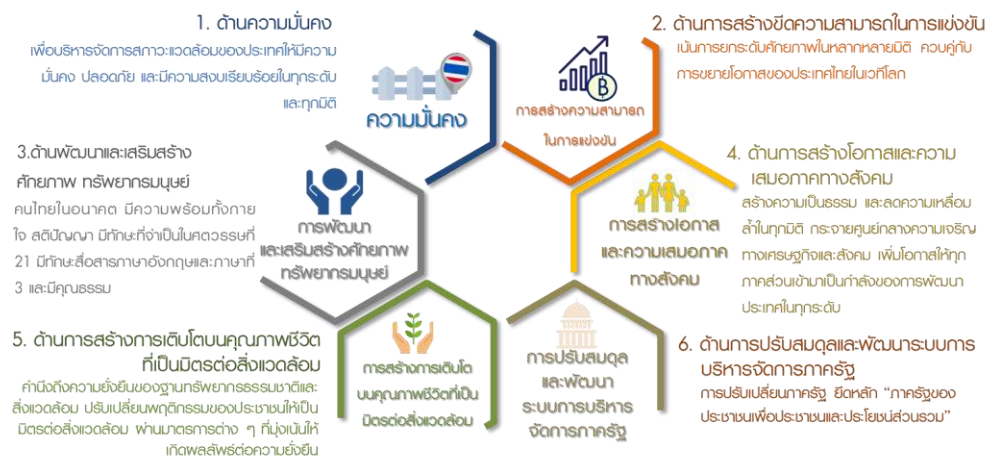 1. ด้านความมั่นคง
เพื่อบริหารจัดการสภาวะแวดล้อมของประเทศให้มีความ
มั่นคง ปลอดภัย และมีความสงบเรียบร้อยในทุกระดับ
และทุกมิติ
ความมั่นคง
2. ด้านการสร้างขีดความสามารถในการแข่งขัน
เน้นการยกระดับศักยภาพในหลากหลายมิติ ควบคู่กับ
การขยายโอกาสของประเทศไทยในเวทีโลก
การสร้างความสามารถ
ในการแข่งขัน
3.ด้านพัฒนาและเสริมสร้าง
ศักยภาพ ทรัพยากรมนุษย์
คนไทยในอนาคต มีความพร้อมทั้งกาย
ใจ สติปัญญา มีทักษะที่จำเป็นในศตวรรษที่
21 มีทักษะสื่อสารภาษาอังกฤษและภาษาที่
3 และมีคุณธรรม
การพัฒนา
และเสริมสร้างศักยภาพ
ทรัพยากรมนุษย์
4. ด้านการสร้างโอกาสและความ
เสมอภาคทางสังคม
สร้างความเป็นธรรม และลดความเหลื่อม
ล้ำในทุกมิติ กระจายศูนย์กลางความเจริญ
ทางเศรษฐกิจและสังคม เพิ่มโอกาสให้ทุก
ภาคส่วนเข้ามาเป็นกำลังของการพัฒนา
ประเทศในทุกระดับ
การสร้างโอกาส
และความเสมอภาค
ทางสังคม
5. ด้านการสร้างการเติบโตบนคุณภาพชีวิต
ที่เป็นมิตรต่อสิ่งแวดล้อม
คำนึงถึงความยั่งยืนของฐานทรัพยากรธรรมชาติและ
สิ่งแวดล้อม ปรับเปลี่ยนพฤติกรรมของประชาชนให้เป็น
มิตรต่อสิ่งแวดล้อม ผ่านมาตรการต่าง ๆ ที่มุ่งเน้นให้
เกิดผลลัพธ์ต่อความยั่งยืน
การสร้างการเติบโต
บนคุณภาพชีวิตที่เป็น
มิตรต่อสิ่งแวดล้อม
การปรับสมดุล
และพัฒนา
ระบบการบริหาร
จัดการภาครัฐ
6. ด้านการปรับสมดุลและพัฒนาระบบการ
บริหารจัดการภาครัฐ
การปรับเปลี่ยนภาครัฐ ยึดหลัก “ภาครัฐของ
ประชาชนเพื่อประชาชนและประโยชน์ส่วนรวม”